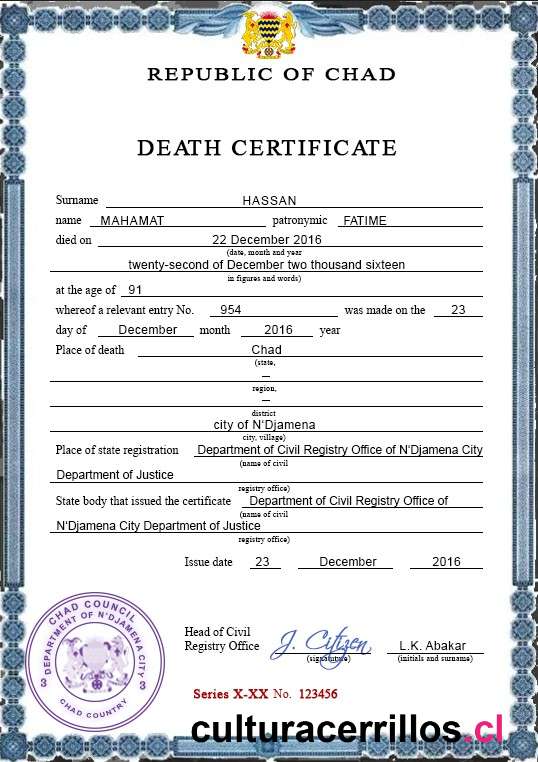 REPUBLIC OF CHAD
DEATH CERTIFICATE
Surname HASSAN
name MAHAMAT patronymic FATIME
died on 22 December 2016
(date, month and year
twenty-second of December two thousand sixteen
in figures and words)
at the age of 91
whereof a relevant entry No. 954 was made on the 23
day of December month 2016 year
Place of death Chad
(state,
—
region,
—
district
city of N'Djamena
city, village)
Place of state registration Department of Civil Registry Office of N'Djamena City
(name of civil
Department of Justice
registry office)
State body that issued the certificate Department of Civil Registry Office of
(name of civil
N'Djamena City Department of Justice
registry office)
Issue date 23 December 2016
CHAD COUNCIL
DEPARTMENT OF N'DJAMENA CITY
3 3
CHAD COUNTRY
Head of Civil
Registry Office J. Citizen L.K. Abakar
(signature) (initials and surname)
Series X-XX No. 123456
culturacerrillos.cl